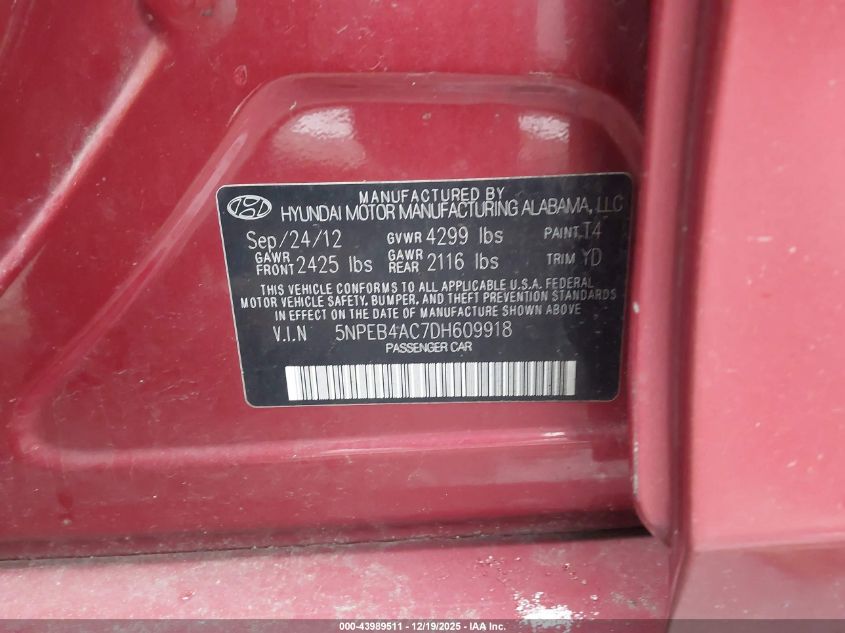 MANUFACTURED BY
HYUNDAI MOTOR MANUFACTURING ALABAMA, LLC
Sep/24/12 GVWR 4299 lbs PAINT T4
GAWR FRONT 2425 lbs GAWR REAR 2116 lbs TRIM YD
THIS VEHICLE CONFORMS TO ALL APPLICABLE U.S.A. FEDERAL
MOTOR VEHICLE SAFETY, BUMPER, AND THEFT PREVENTION STANDARDS
IN EFFECT ON THE DATE OF MANUFACTURE SHOWN ABOVE
V.I.N 5NPEB4AC7DH609918
PASSENGER CAR
000-43989511 - 12/19/2025 - WWW.IAAI.COM